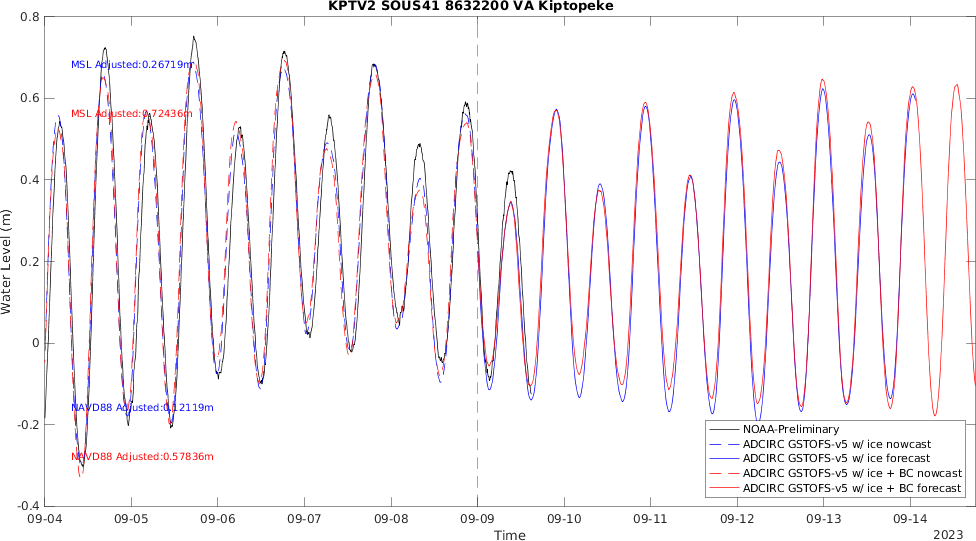 KPTV2 SOUS41 8632200 VA Kiptopeke
Water Level (m)
0.8
0.6
0.4
0.2
0
-0.2
-0.4
MSL Adjusted:0.26719m
MSL Adjusted:0.72436m
NAVD88 Adjusted:0.12119m
NAVD88 Adjusted:0.57836m
NOAA-Preliminary
ADCIRC GSTOFS-v5 w/ ice nowcast
ADCIRC GSTOFS-v5 w/ ice forecast
ADCIRC GSTOFS-v5 w/ ice + BC nowcast
ADCIRC GSTOFS-v5 w/ ice + BC forecast
09-04 09-05 09-06 09-07 09-08 09-09 09-10 09-11 09-12 09-13 09-14
Time
2023